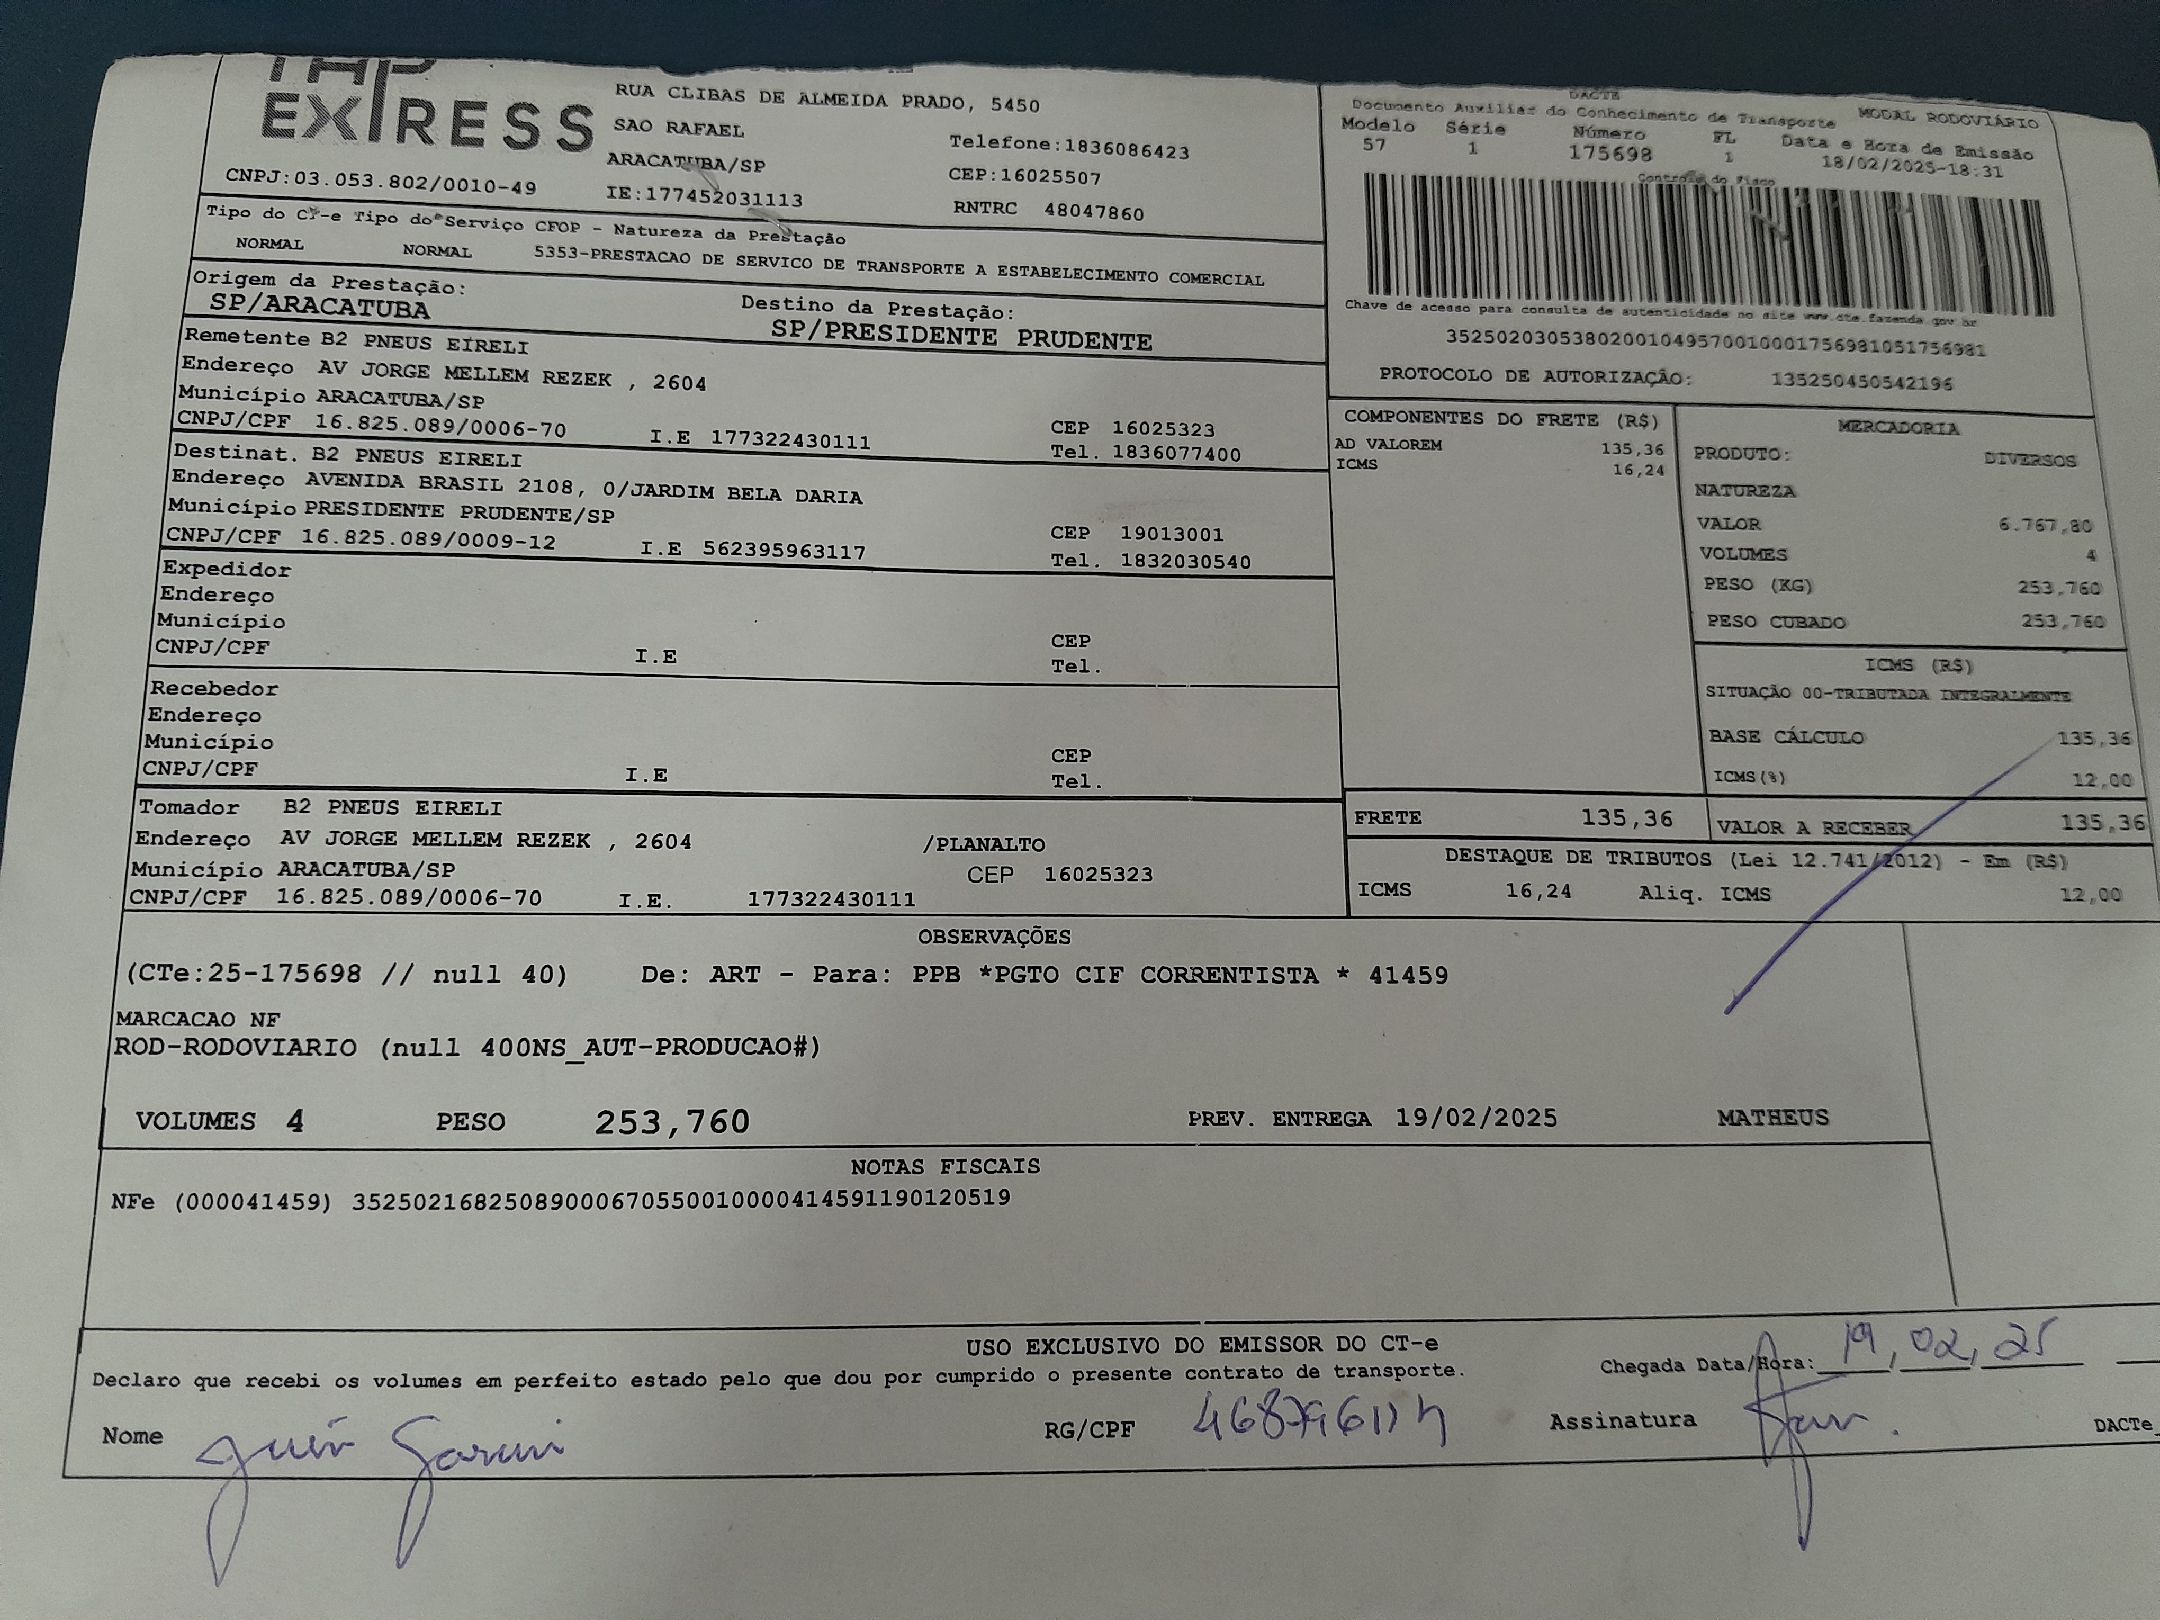 EXPRESS
RUA CLIBAS DE ALMEIDA PRADO, 5450
SAO RAFAEL
Telefone:1836086423
ARACATUBA/SP
CEP:16025507
CNPJ:03.053.802/0010-49
IE:177452031113
RNTRC 48047860
DACTE
Documento Auxiliar do Conhecimento de Transporte
MODAL RODOVIÁRIO
Modelo Série Número FL Data e Hora de Emissão
57 1 175698 1 18/02/2025-18:31
Controle do Fisco
Chave de acesso para consulta de autenticidade no site www.cte.fazenda.gov.br
35250203053802001049570010001756981051756981
PROTOCOLO DE AUTORIZAÇÃO: 135250450542196
Tipo do CT-e Tipo do Serviço CFOP - Natureza da Prestação
NORMAL NORMAL 5353-PRESTACAO DE SERVICO DE TRANSPORTE A ESTABELECIMENTO COMERCIAL
Origem da Prestação: Destino da Prestação:
SP/ARACATUBA SP/PRESIDENTE PRUDENTE
Remetente B2 PNEUS EIRELI
Endereço AV JORGE MELLEM REZEK , 2604
Município ARACATUBA/SP CEP 16025323
CNPJ/CPF 16.825.089/0006-70 I.E 177322430111 Tel. 1836077400
Destinat. B2 PNEUS EIRELI
Endereço AVENIDA BRASIL 2108, 0/JARDIM BELA DARIA
Município PRESIDENTE PRUDENTE/SP CEP 19013001
CNPJ/CPF 16.825.089/0009-12 I.E 562395963117 Tel. 1832030540
Expedidor
Endereço
Município CEP
CNPJ/CPF I.E Tel.
Recebedor
Endereço
Município CEP
CNPJ/CPF I.E Tel.
Tomador B2 PNEUS EIRELI
Endereço AV JORGE MELLEM REZEK , 2604 /PLANALTO
Município ARACATUBA/SP CEP 16025323
CNPJ/CPF 16.825.089/0006-70 I.E. 177322430111
COMPONENTES DO FRETE (R$)
AD VALOREM 135,36
ICMS 16,24
MERCADORIA
PRODUTO: DIVERSOS
NATUREZA
VALOR 6.767,80
VOLUMES 4
PESO (KG) 253,760
PESO CUBADO 253,760
ICMS (R$)
SITUAÇÃO 00-TRIBUTADA INTEGRALMENTE
BASE CÁLCULO 135,36
ICMS(%) 12,00
FRETE 135,36 VALOR A RECEBER 135,36
DESTAQUE DE TRIBUTOS (Lei 12.741/2012) - Em (R$)
ICMS 16,24 Aliq. ICMS 12,00
OBSERVAÇÕES
(CTe:25-175698 // null 40) De: ART - Para: PPB *PGTO CIF CORRENTISTA * 41459
MARCACAO NF
ROD-RODOVIARIO (null 400NS_AUT-PRODUCAO#)
VOLUMES 4 PESO 253,760 PREV. ENTREGA 19/02/2025 MATHEUS
NOTAS FISCAIS
NFe (000041459) 35250216825089000670550010000414591190120519
USO EXCLUSIVO DO EMISSOR DO CT-e
Declaro que recebi os volumes em perfeito estado pelo que dou por cumprido o presente contrato de transporte.
Chegada Data/Hora: 19, 02, 25
Nome RG/CPF Assinatura DACTe_